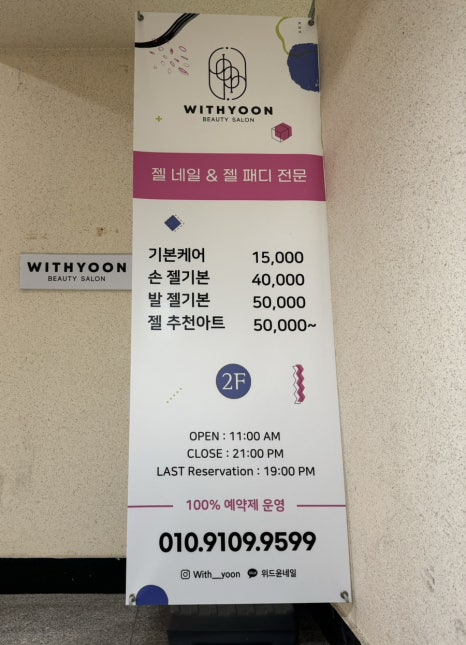 WITHYOON
BEAUTY SALON
젤 네일 & 젤 패디 전문
기본케어 15,000
손 젤기본 40,000
발 젤기본 50,000
젤 추천아트 50,000~
2F
OPEN : 11:00 AM
CLOSE : 21:00 PM
LAST Reservation : 19:00 PM
100% 예약제 운영
010.9109.9599
With__yoon 위드윤네일
WITHYOON
BEAUTY SALON